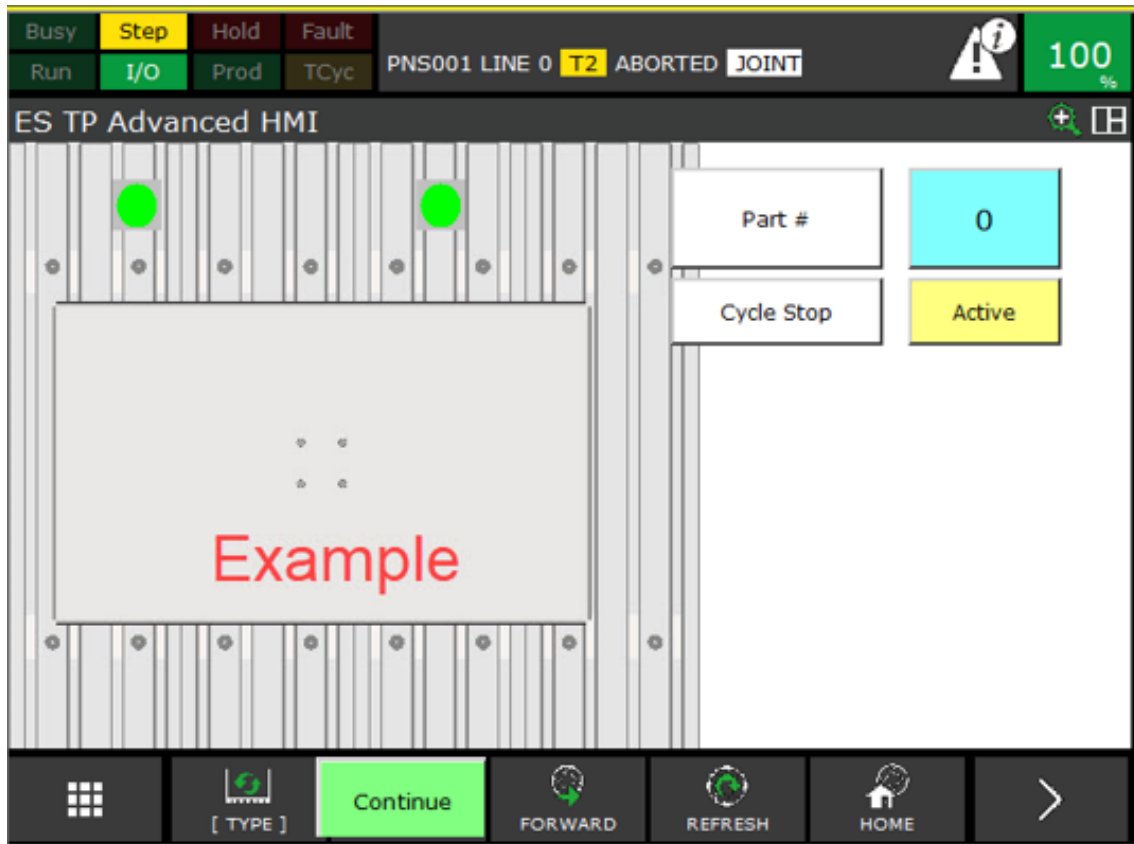 Busy Step Hold Fault
Run I/O Prod TCyc
PNS001 LINE 0 T2 ABORTED JOINT
100
%
ES TP Advanced HMI
Part # 0
Cycle Stop Active
Example
[ TYPE ] Continue FORWARD REFRESH HOME